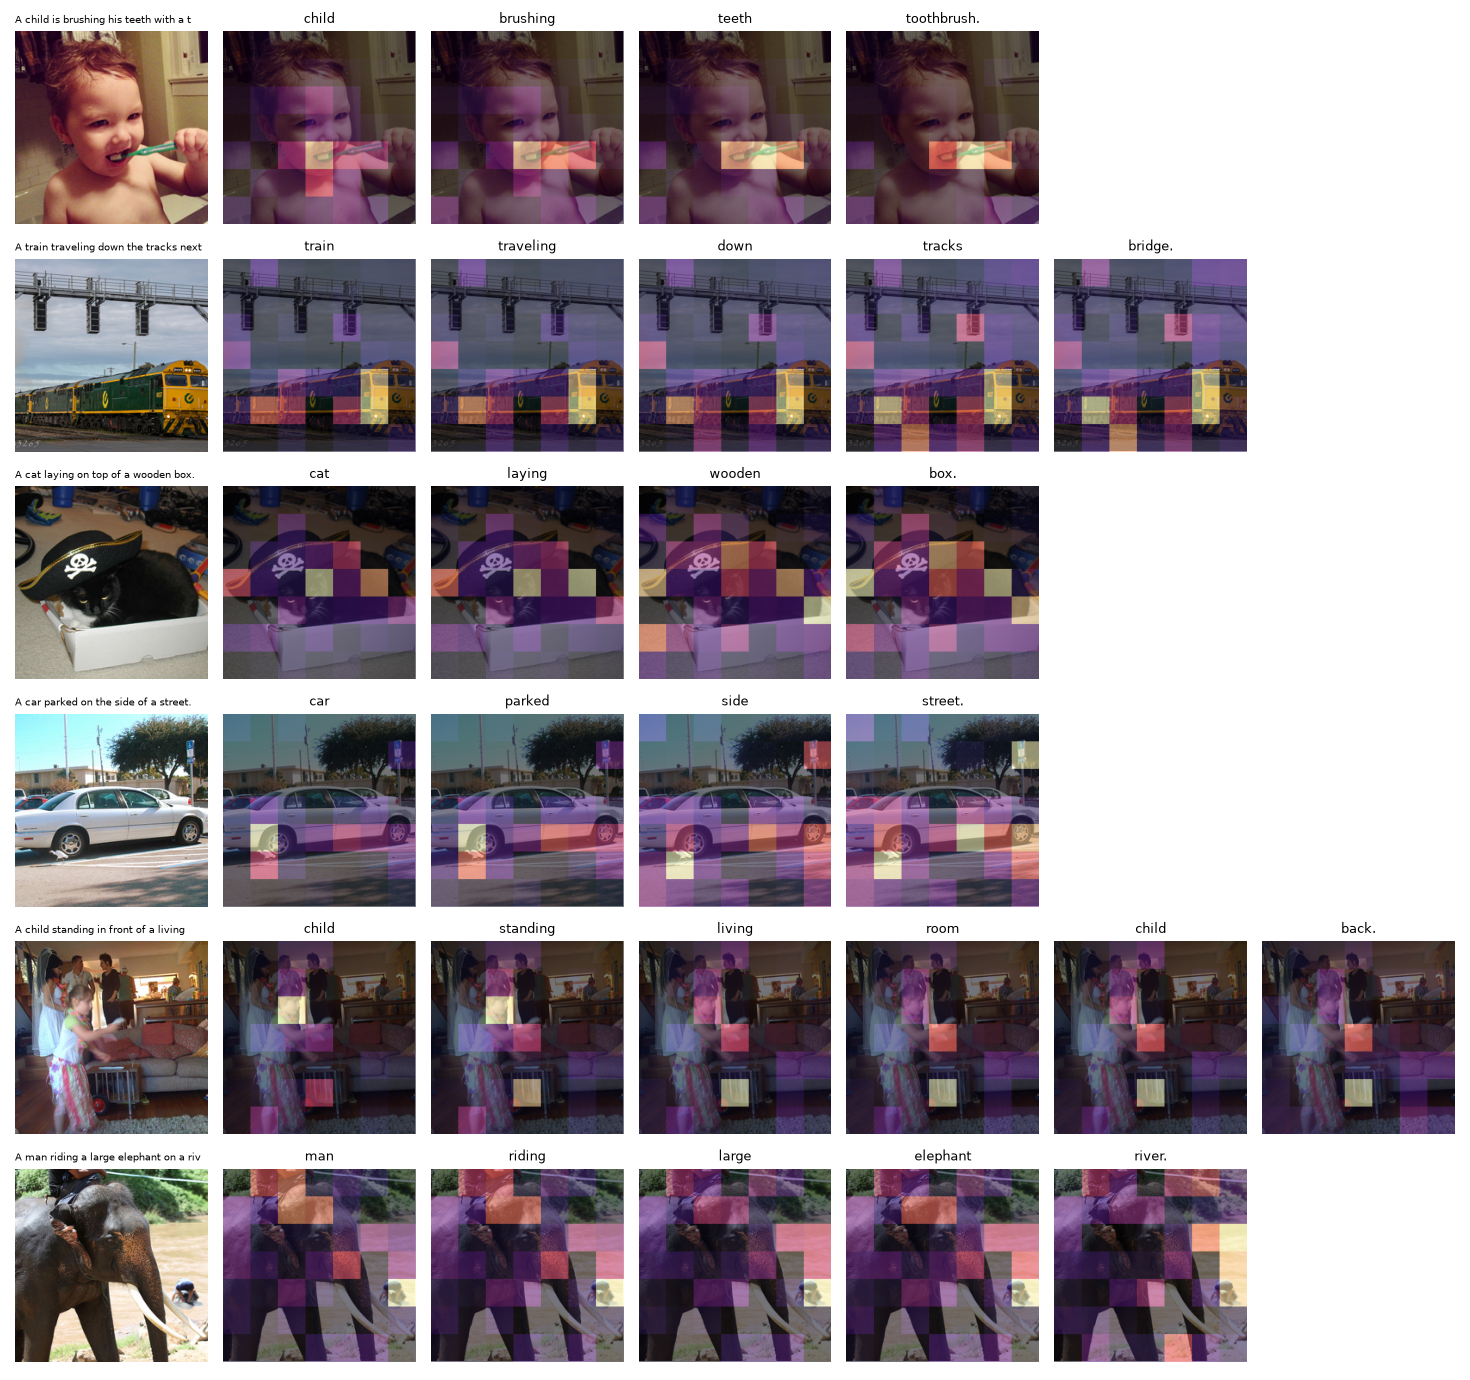 A child is brushing his teeth with a t
child
brushing
teeth
toothbrush.
A train traveling down the tracks next
train
traveling
down
tracks
bridge.
A cat laying on top of a wooden box.
cat
laying
wooden
box.
A car parked on the side of a street.
car
parked
side
street.
A child standing in front of a living
child
standing
living
room
child
back.
A man riding a large elephant on a riv
man
riding
large
elephant
river.